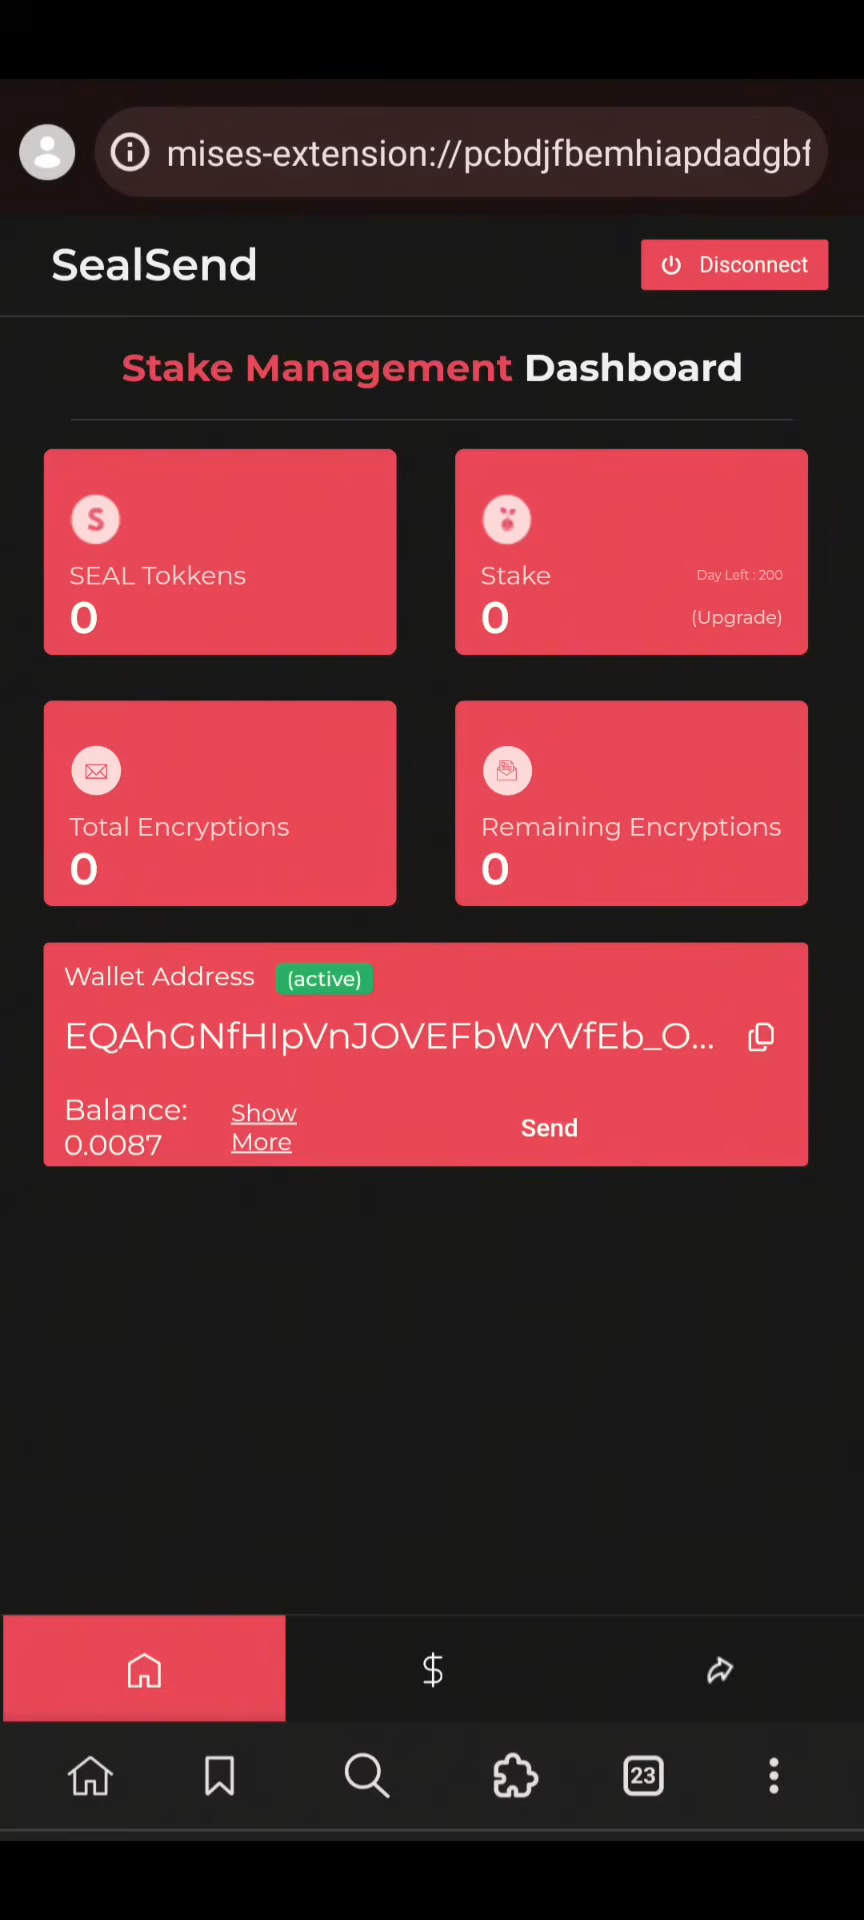 mises-extension://pcbdjfbemhiapdadgbf
SealSend
Disconnect
Stake Management Dashboard
S
SEAL Tokkens
0
Stake
Day Left : 200
0
(Upgrade)
Total Encryptions
0
Remaining Encryptions
0
Wallet Address (active)
EQAhGNfHIpVnJOVEFbWYVfEb_O...
Balance:
0.0087
Show
More
Send
$
23